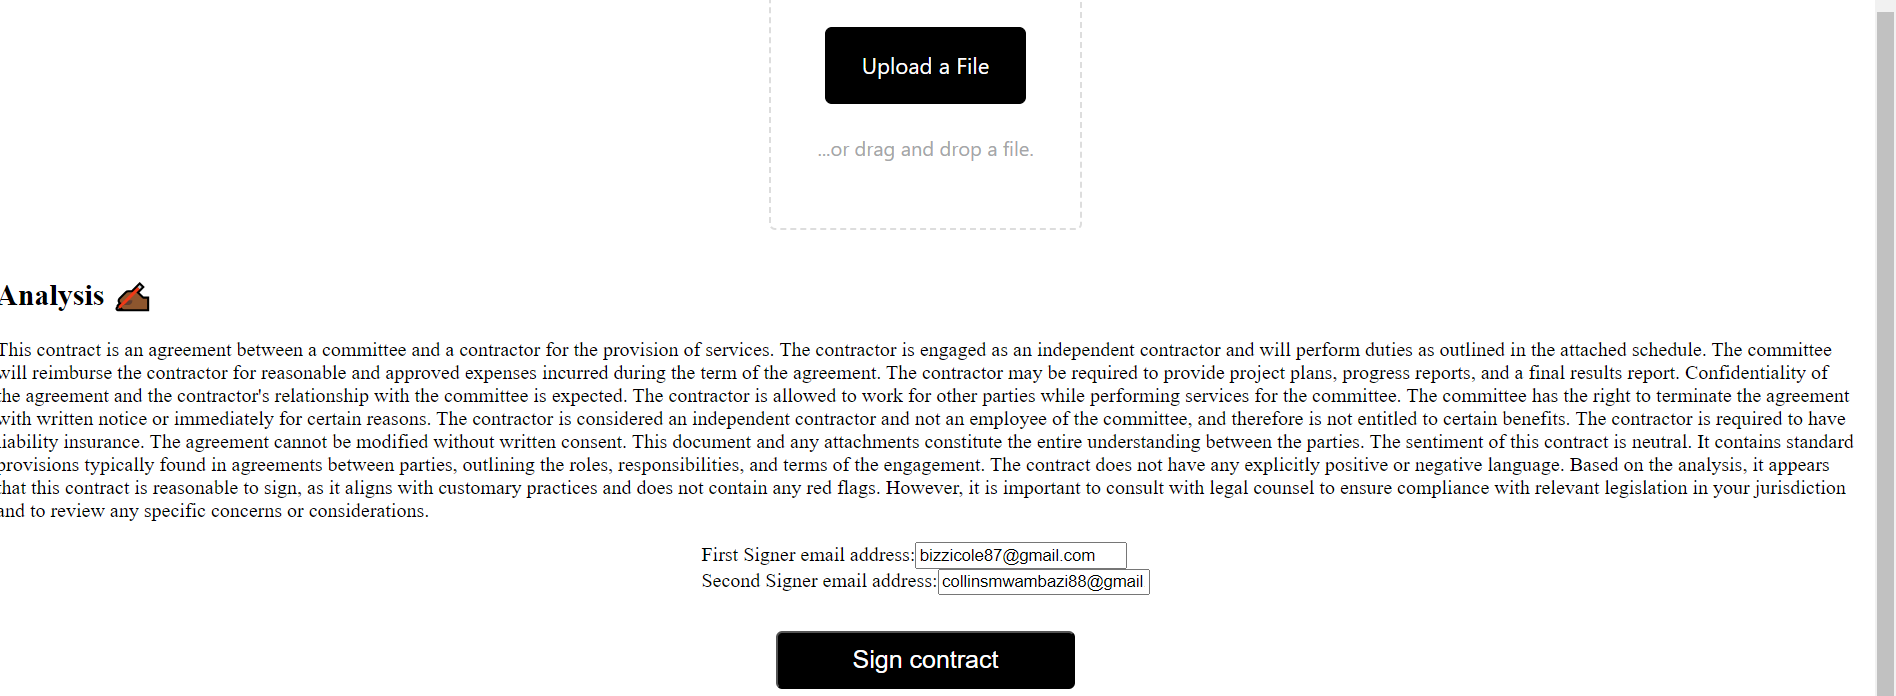 Upload a File
...or drag and drop a file.
Analysis
This contract is an agreement between a committee and a contractor for the provision of services. The contractor is engaged as an independent contractor and will perform duties as outlined in the attached schedule. The committee
will reimburse the contractor for reasonable and approved expenses incurred during the term of the agreement. The contractor may be required to provide project plans, progress reports, and a final results report. Confidentiality of
the agreement and the contractor's relationship with the committee is expected. The contractor is allowed to work for other parties while performing services for the committee. The committee has the right to terminate the agreement
with written notice or immediately for certain reasons. The contractor is considered an independent contractor and not an employee of the committee, and therefore is not entitled to certain benefits. The contractor is required to have
liability insurance. The agreement cannot be modified without written consent. This document and any attachments constitute the entire understanding between the parties. The sentiment of this contract is neutral. It contains standard
provisions typically found in agreements between parties, outlining the roles, responsibilities, and terms of the engagement. The contract does not have any explicitly positive or negative language. Based on the analysis, it appears
that this contract is reasonable to sign, as it aligns with customary practices and does not contain any red flags. However, it is important to consult with legal counsel to ensure compliance with relevant legislation in your jurisdiction
and to review any specific concerns or considerations.
First Signer email address: bizzicole87@gmail.com
Second Signer email address: collinsmwambazi88@gmail
Sign contract